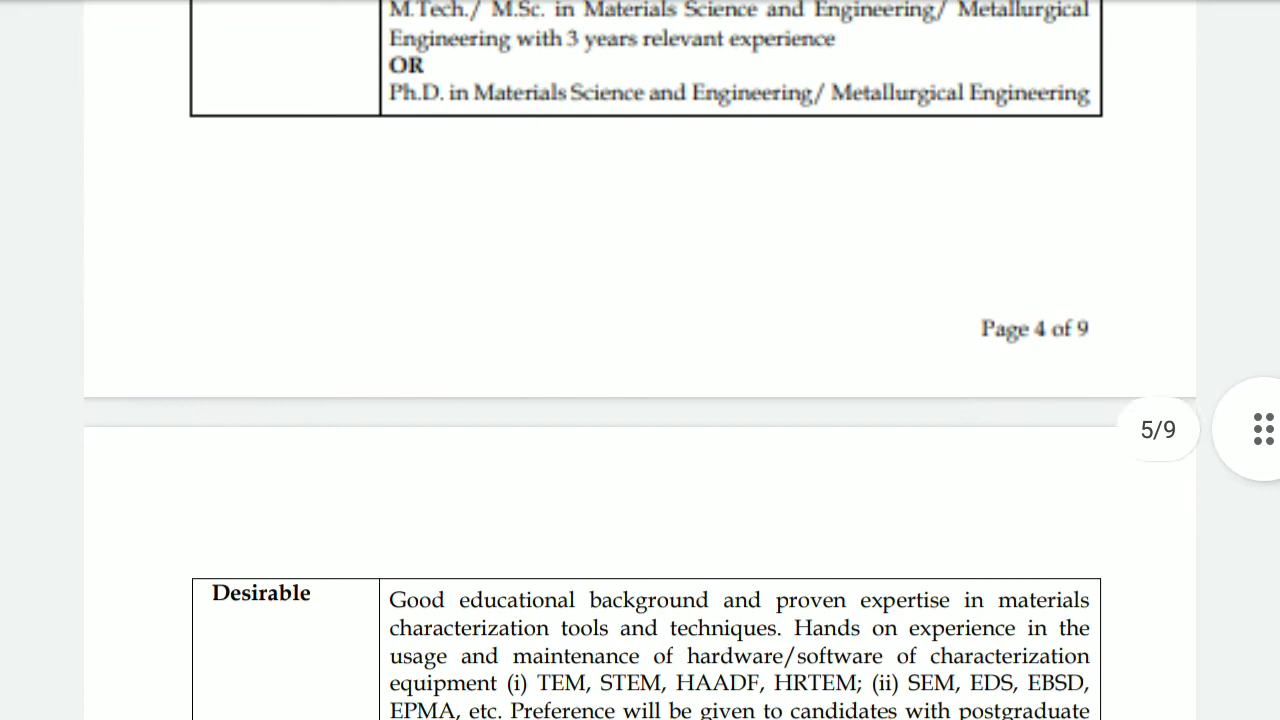 M.Tech./ M.Sc. in Materials Science and Engineering/ Metallurgical
Engineering with 3 years relevant experience
OR
Ph.D. in Materials Science and Engineering/ Metallurgical Engineering
Page 4 of 9
5/9
Desirable
Good educational background and proven expertise in materials
characterization tools and techniques. Hands on experience in the
usage and maintenance of hardware/software of characterization
equipment (i) TEM, STEM, HAADF, HRTEM; (ii) SEM, EDS, EBSD,
EPMA, etc. Preference will be given to candidates with postgraduate